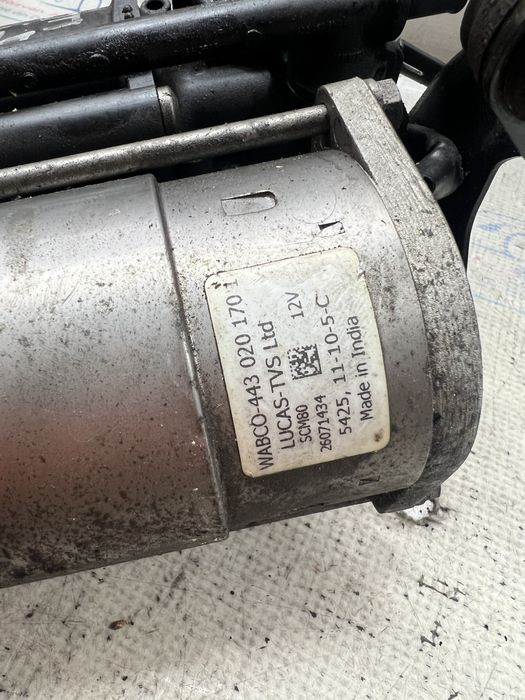 WABCO-443 020 170 1
LUCAS-TVS Ltd
SCM80 12V
26071434
5425, 11-10-5-C
Made in India